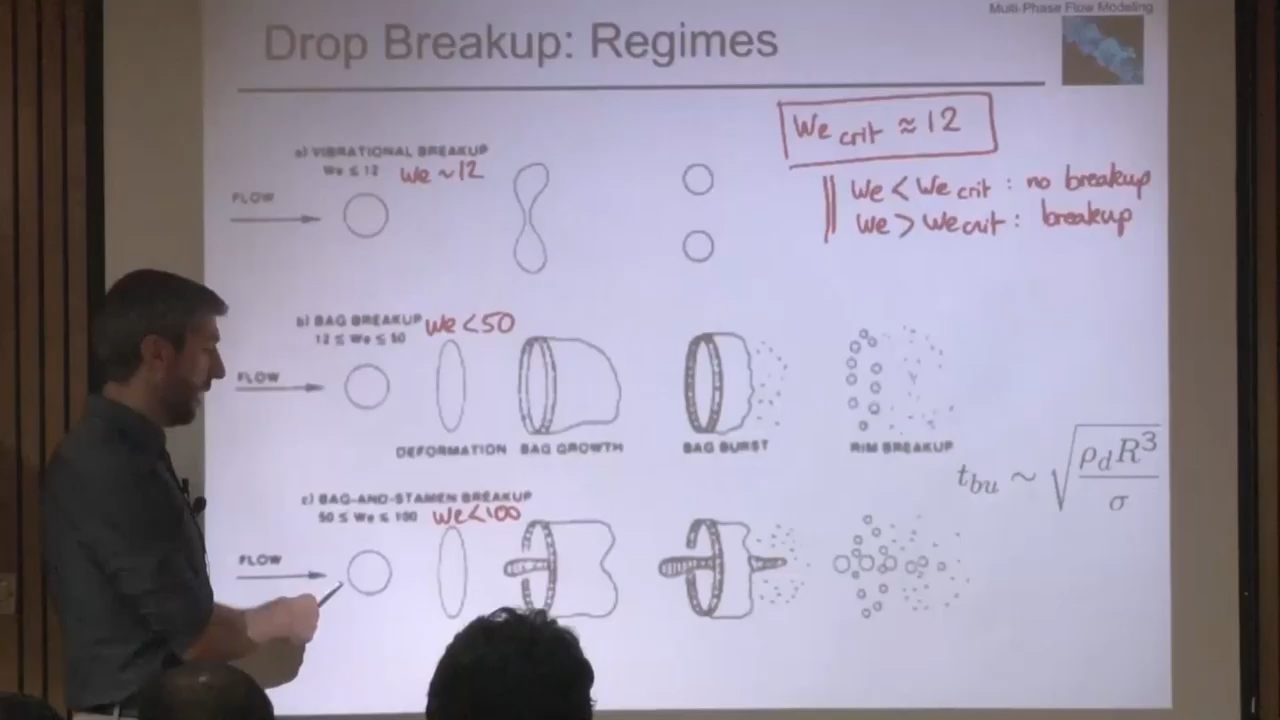 Multi-Phase Flow Modeling
Drop Breakup: Regimes
We crit ≈ 12
a) VIBRATIONAL BREAKUP
We ≤ 12 We ~ 12
FLOW
We < We crit : no breakup
We > We crit : breakup
b) BAG BREAKUP We < 50
12 ≤ We ≤ 50
FLOW
DEFORMATION BAG GROWTH BAG BURST RIM BREAKUP
t_bu ~ √(ρ_d R³ / σ)
c) BAG-AND-STAMEN BREAKUP
50 ≤ We ≤ 100 We < 100
FLOW